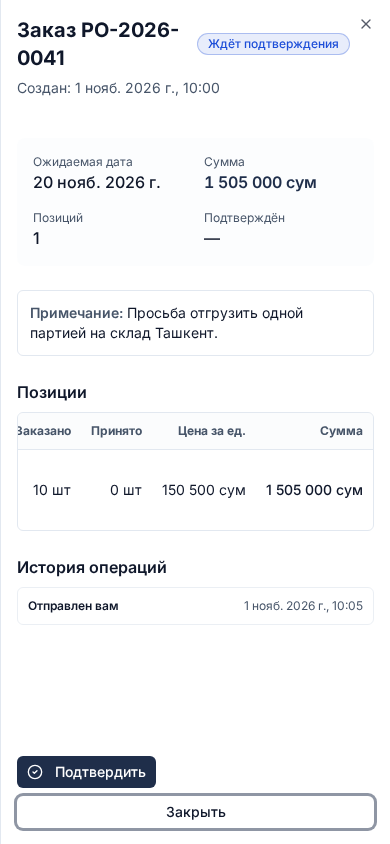 Заказ PO-2026-
0041
Ждёт подтверждения
Создан: 1 нояб. 2026 г., 10:00
Ожидаемая дата
Сумма
20 нояб. 2026 г.
1 505 000 сум
Позиций
Подтверждён
1
—
Примечание: Просьба отгрузить одной
партией на склад Ташкент.
Позиции
Заказано Принято Цена за ед. Сумма
10 шт 0 шт 150 500 сум 1 505 000 сум
История операций
Отправлен вам 1 нояб. 2026 г., 10:05
Подтвердить
Закрыть